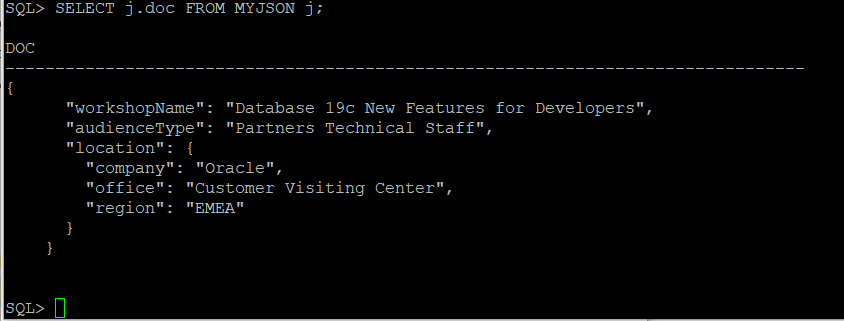 SQL> SELECT j.doc FROM MYJSON j;
DOC
--------------------------------------------------------------------------------
{
      "workshopName": "Database 19c New Features for Developers",
      "audienceType": "Partners Technical Staff",
      "location": {
        "company": "Oracle",
        "office": "Customer Visiting Center",
        "region": "EMEA"
      }
    }
SQL>